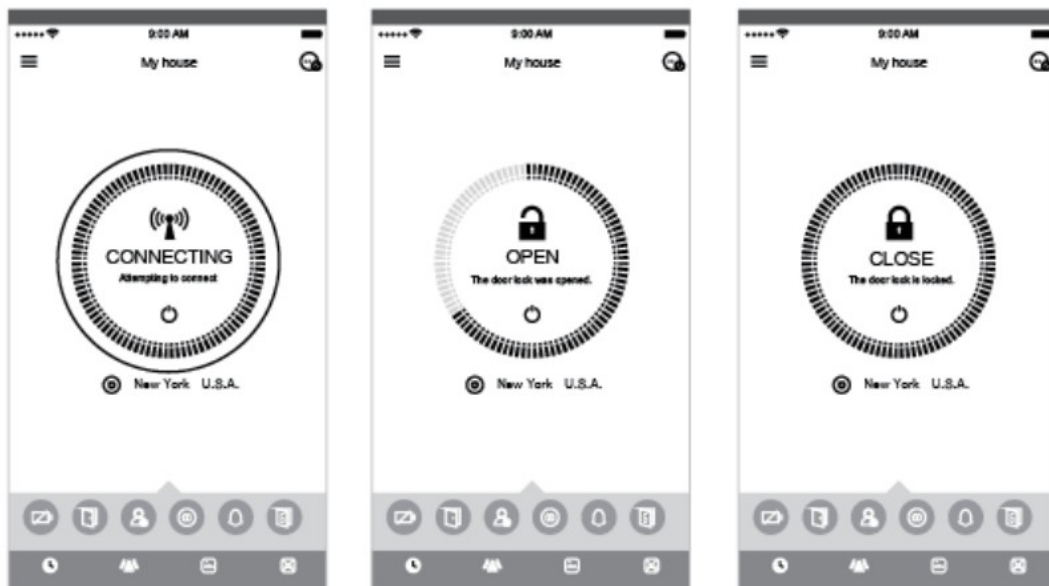 9:00 AM
My house
CONNECTING
Attempting to connect
New York U.S.A.
9:00 AM
My house
OPEN
The door lock was opened.
New York U.S.A.
9:00 AM
My house
CLOSE
The door lock is locked.
New York U.S.A.